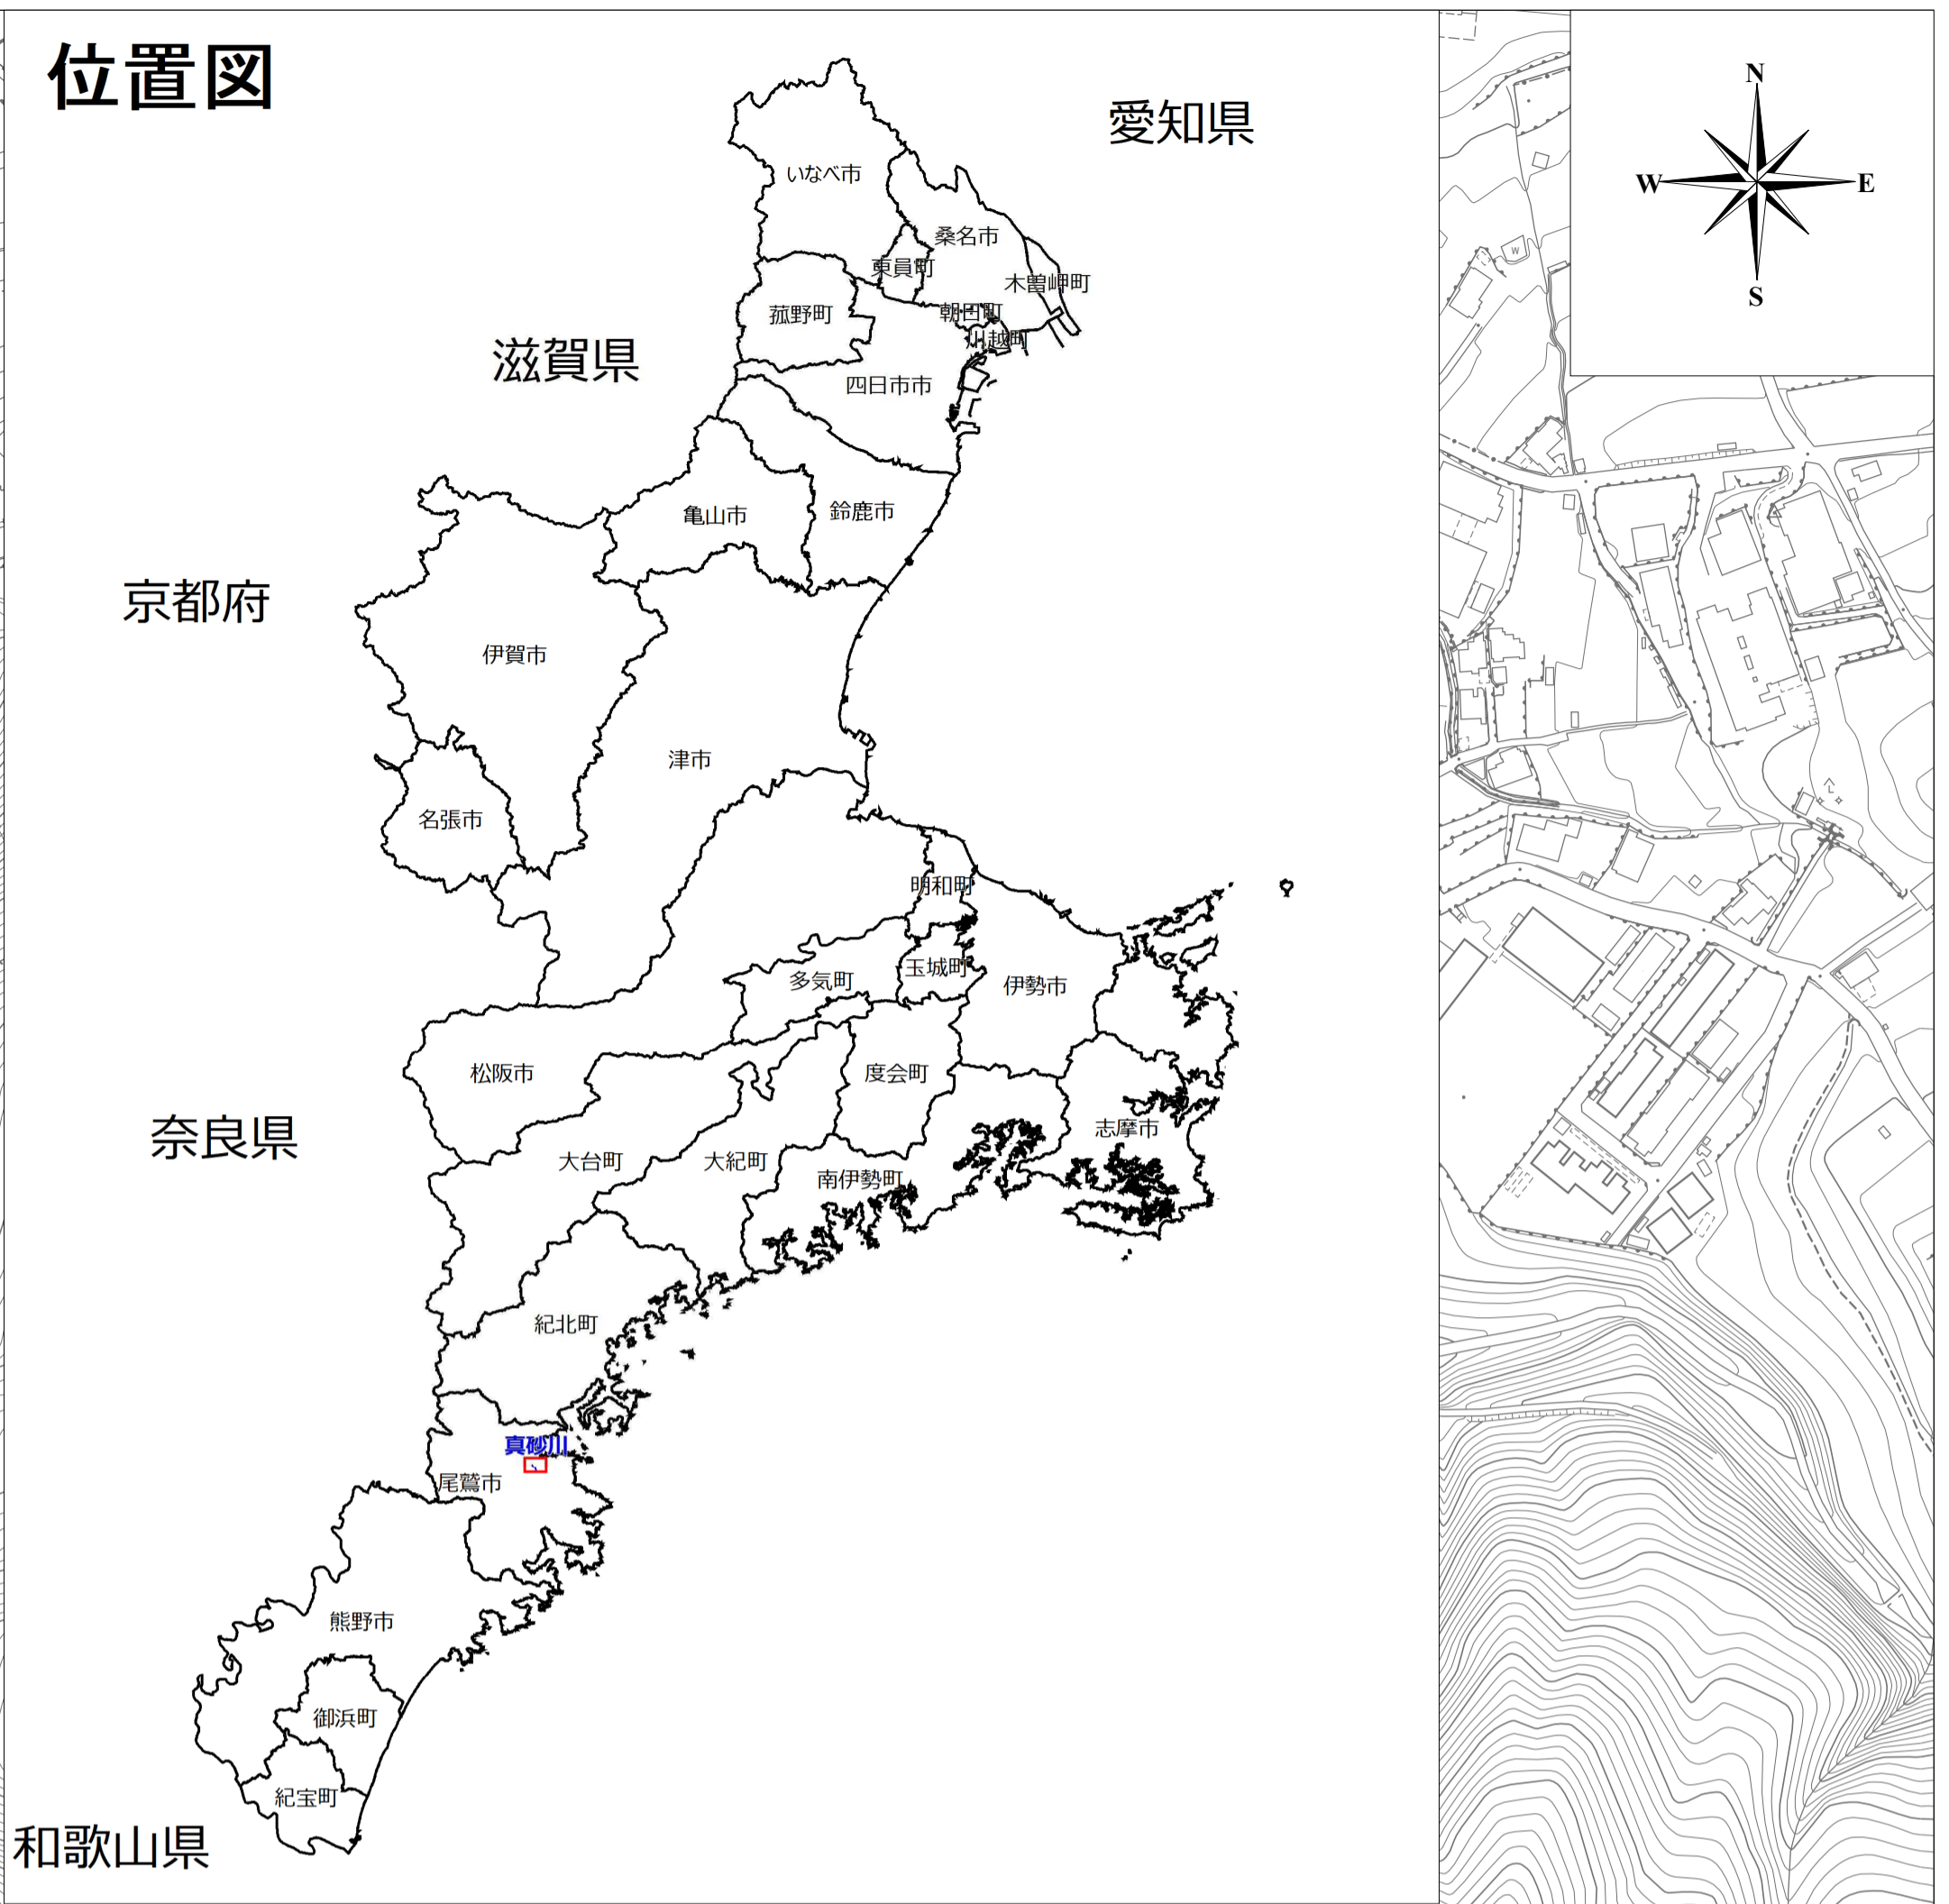 位置図
愛知県
いなべ市
桑名市
東員町
木曽岬町
菰野町
朝日町
川越町
滋賀県
四日市市
亀山市
鈴鹿市
京都府
伊賀市
津市
名張市
明和町
多気町
玉城町
伊勢市
松阪市
度会町
奈良県
志摩市
大台町
大紀町
南伊勢町
紀北町
真砂川
尾鷲市
熊野市
御浜町
紀宝町
和歌山県
N
W
E
S
W